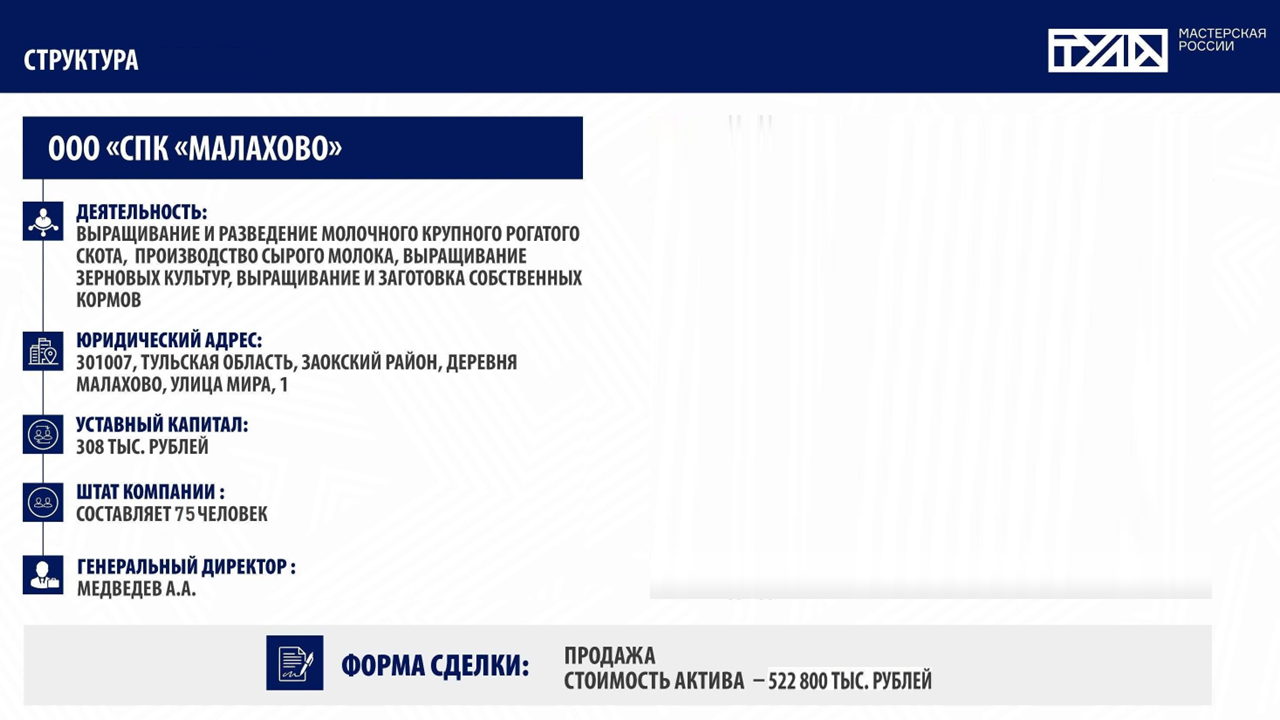 СТРУКТУРА
ТУЛА
МАСТЕРСКАЯ
РОССИИ
ООО «СПК «МАЛАХОВО»
ДЕЯТЕЛЬНОСТЬ:
ВЫРАЩИВАНИЕ И РАЗВЕДЕНИЕ МОЛОЧНОГО КРУПНОГО РОГАТОГО
СКОТА, ПРОИЗВОДСТВО СЫРОГО МОЛОКА, ВЫРАЩИВАНИЕ
ЗЕРНОВЫХ КУЛЬТУР, ВЫРАЩИВАНИЕ И ЗАГОТОВКА СОБСТВЕННЫХ
КОРМОВ
ЮРИДИЧЕСКИЙ АДРЕС:
301007, ТУЛЬСКАЯ ОБЛАСТЬ, ЗАОКСКИЙ РАЙОН, ДЕРЕВНЯ
МАЛАХОВО, УЛИЦА МИРА, 1
УСТАВНЫЙ КАПИТАЛ:
308 ТЫС. РУБЛЕЙ
ШТАТ КОМПАНИИ :
СОСТАВЛЯЕТ 75 ЧЕЛОВЕК
ГЕНЕРАЛЬНЫЙ ДИРЕКТОР :
МЕДВЕДЕВ А.А.
ФОРМА СДЕЛКИ:
ПРОДАЖА
СТОИМОСТЬ АКТИВА – 522 800 ТЫС. РУБЛЕЙ